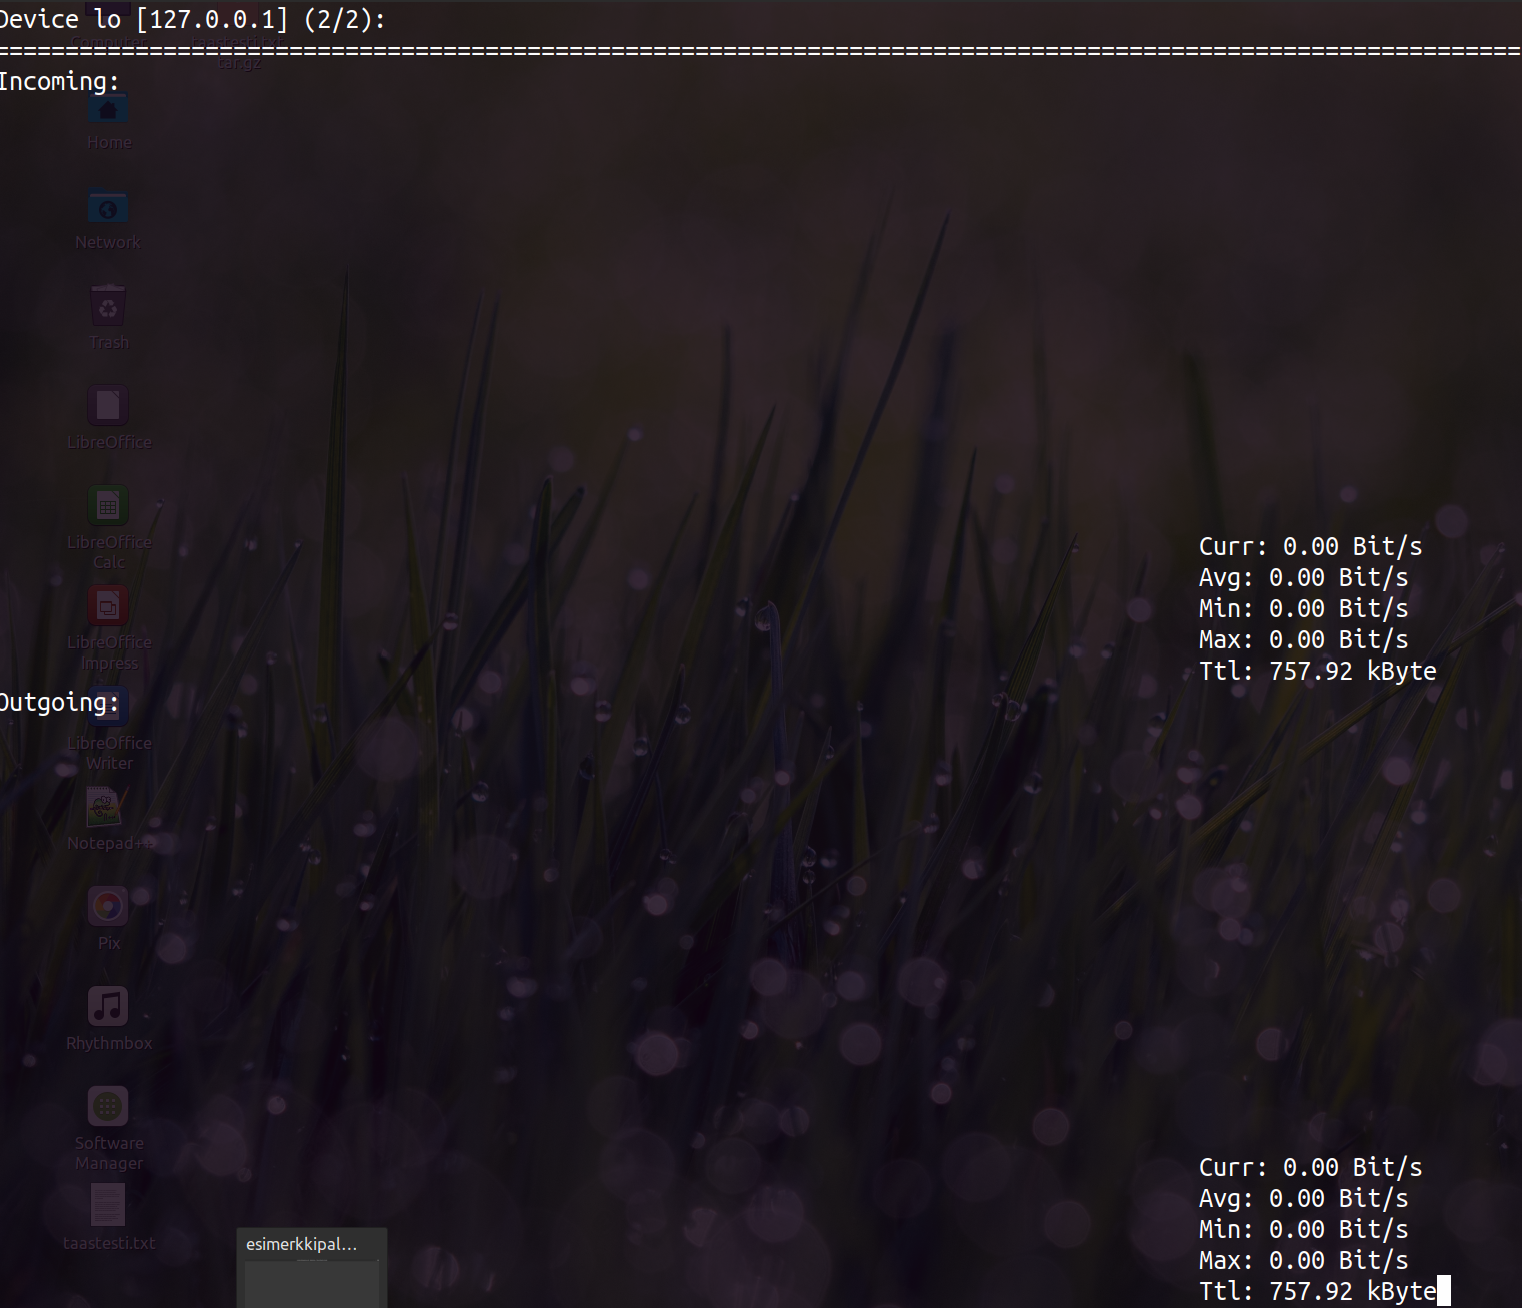 Device lo [127.0.0.1] (2/2):
=============================================================================================================
Incoming:
Computer
taastesti.txt.
tar.gz
Home
Network
Trash
LibreOffice
LibreOffice
Calc
LibreOffice
Impress
Curr: 0.00 Bit/s
Avg: 0.00 Bit/s
Min: 0.00 Bit/s
Max: 0.00 Bit/s
Ttl: 757.92 kByte
Outgoing:
LibreOffice
Writer
Notepad++
Pix
Rhythmbox
Software
Manager
taastesti.txt
esimerkkipal...
Curr: 0.00 Bit/s
Avg: 0.00 Bit/s
Min: 0.00 Bit/s
Max: 0.00 Bit/s
Ttl: 757.92 kByte